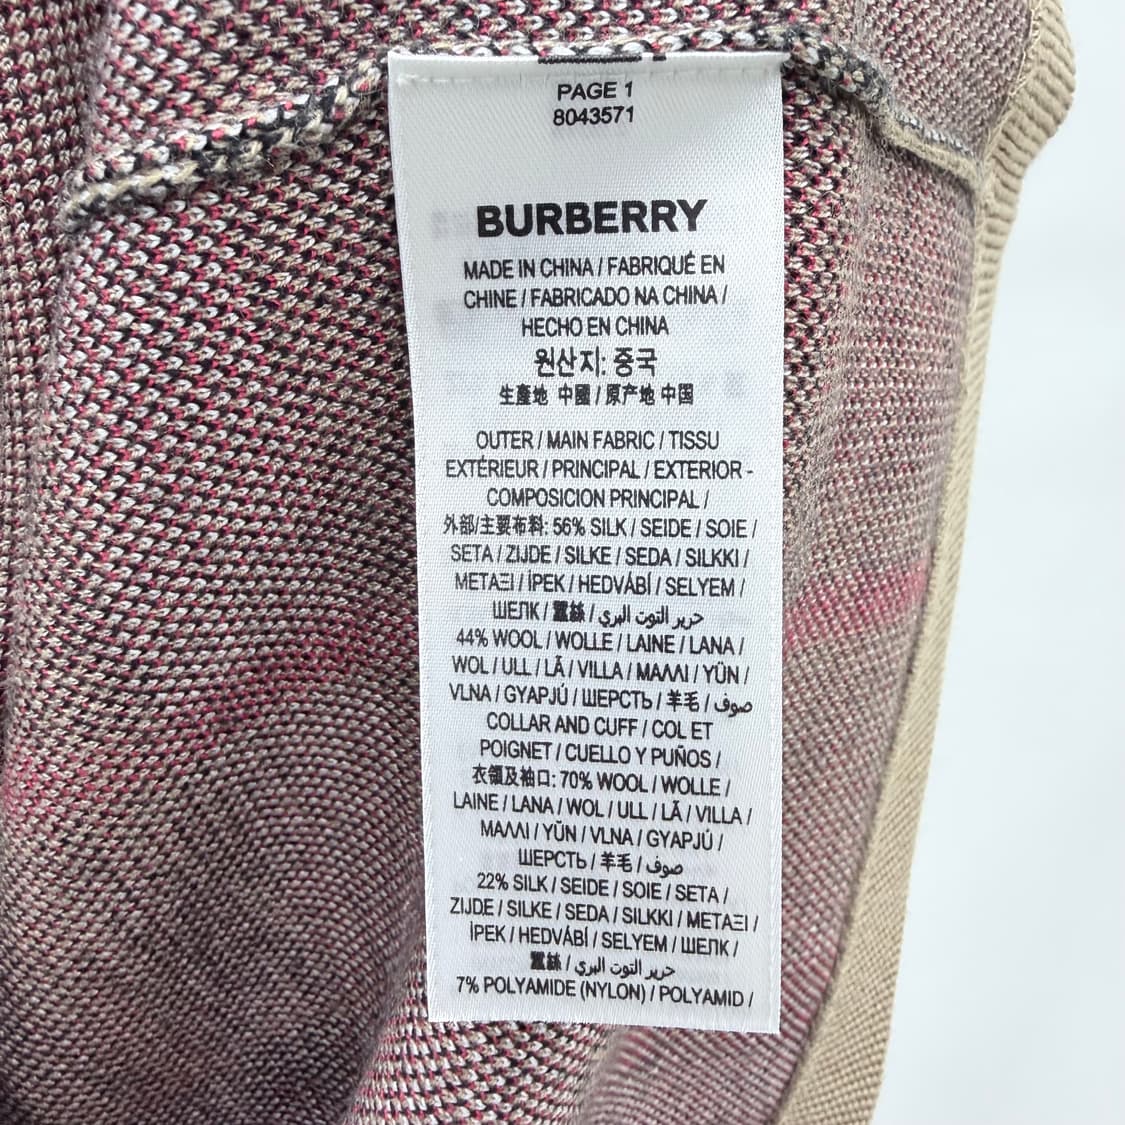 PAGE 1
8043571
BURBERRY
MADE IN CHINA / FABRIQUÉ EN
CHINE / FABRICADO NA CHINA /
HECHO EN CHINA
원산지: 중국
生產地 中國 / 原产地 中国
OUTER / MAIN FABRIC / TISSU
EXTÉRIEUR / PRINCIPAL / EXTERIOR -
COMPOSICION PRINCIPAL /
外部/主要布料: 56% SILK / SEIDE / SOIE /
SETA / ZIJDE / SILKE / SEDA / SILKKI /
ΜΕΤΑΞΙ / İPEK / HEDVÁBÍ / SELYEM /
ШЕЛК / 蠶絲 / حرير التوت البري /
44% WOOL / WOLLE / LAINE / LANA /
WOL / ULL / LÃ / VILLA / ΜΑΛΛΙ / YÜN /
VLNA / GYAPJÚ / ШЕРСТЬ / 羊毛 / صوف /
COLLAR AND CUFF / COL ET
POIGNET / CUELLO Y PUÑOS /
衣領及袖口: 70% WOOL / WOLLE /
LAINE / LANA / WOL / ULL / LÃ / VILLA /
ΜΑΛΛΙ / YÜN / VLNA / GYAPJÚ /
ШЕРСТЬ / 羊毛 / صوف /
22% SILK / SEIDE / SOIE / SETA /
ZIJDE / SILKE / SEDA / SILKKI / ΜΕΤΑΞΙ /
İPEK / HEDVÁBÍ / SELYEM / ШЕЛК /
蠶絲 / حرير التوت البري /
7% POLYAMIDE (NYLON) / POLYAMID /